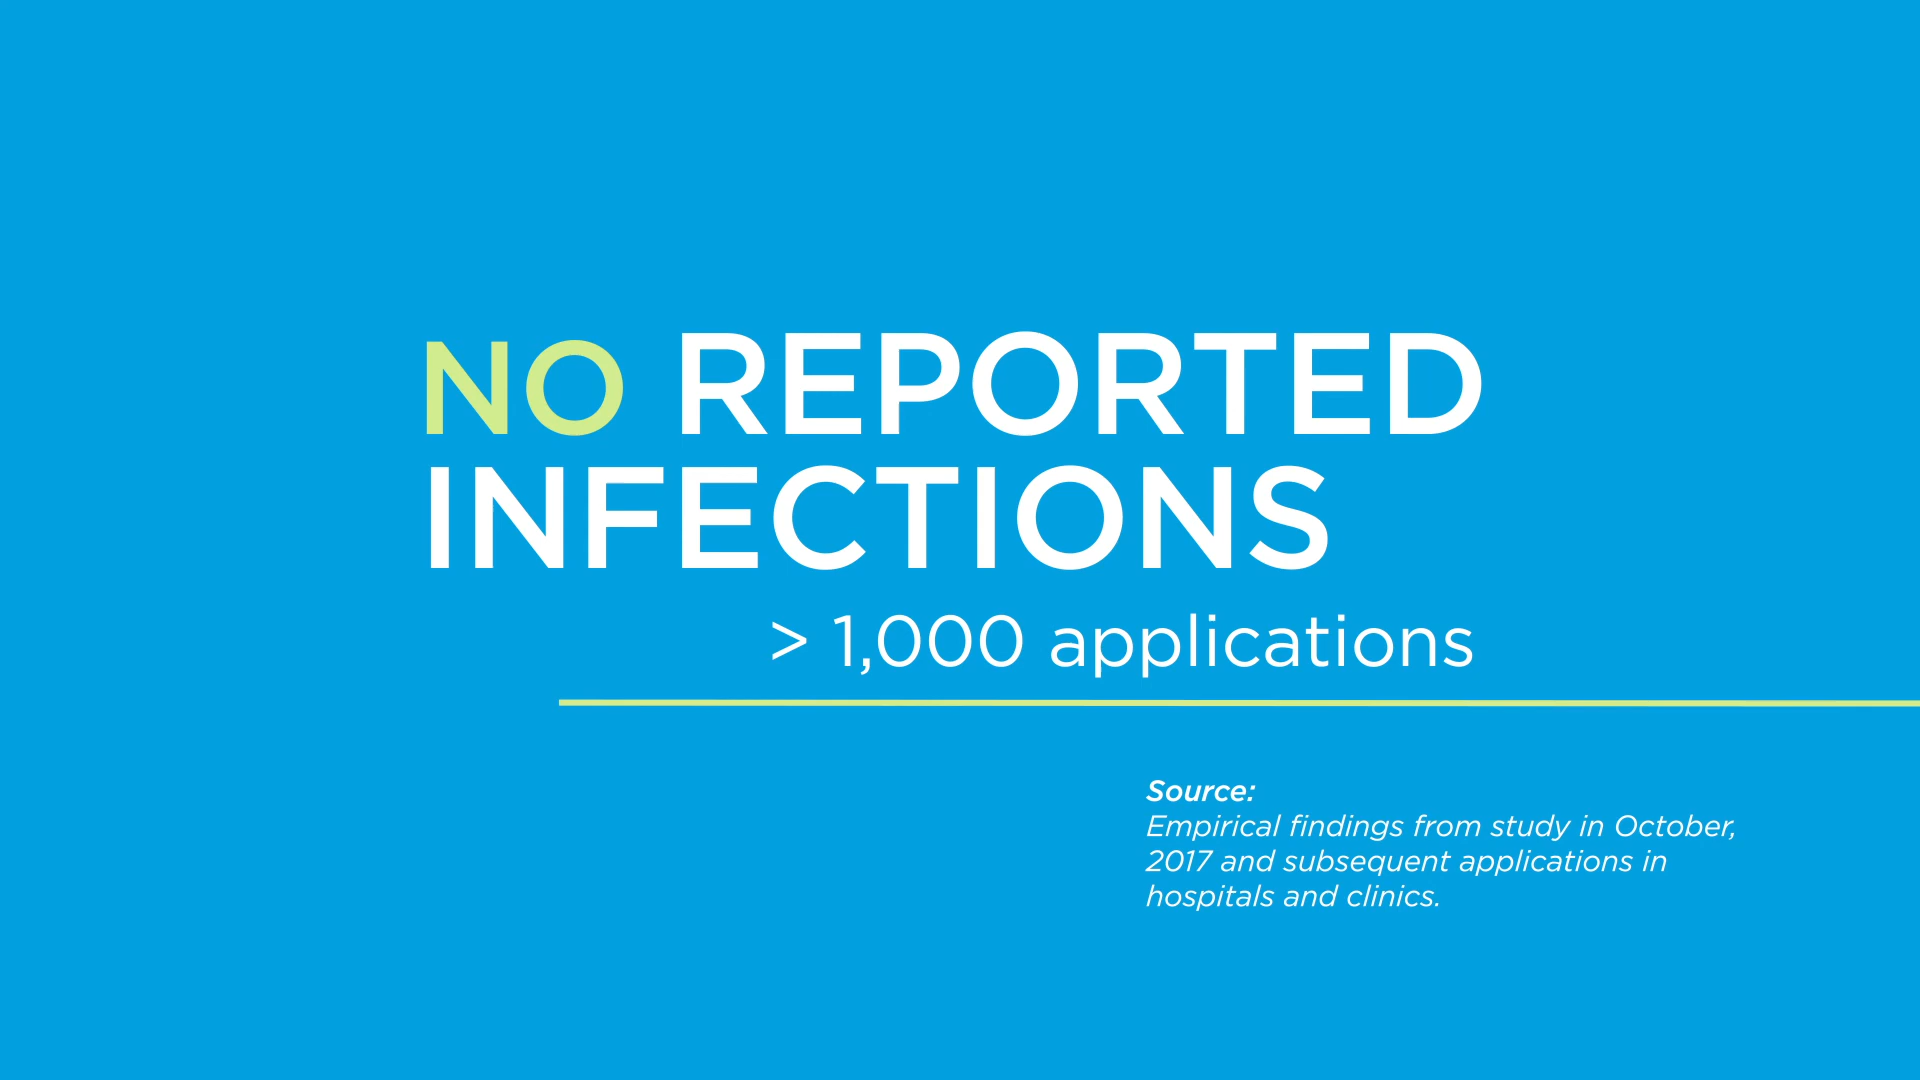 NO REPORTED
INFECTIONS
> 1,000 applications
Source:
Empirical findings from study in October,
2017 and subsequent applications in
hospitals and clinics.